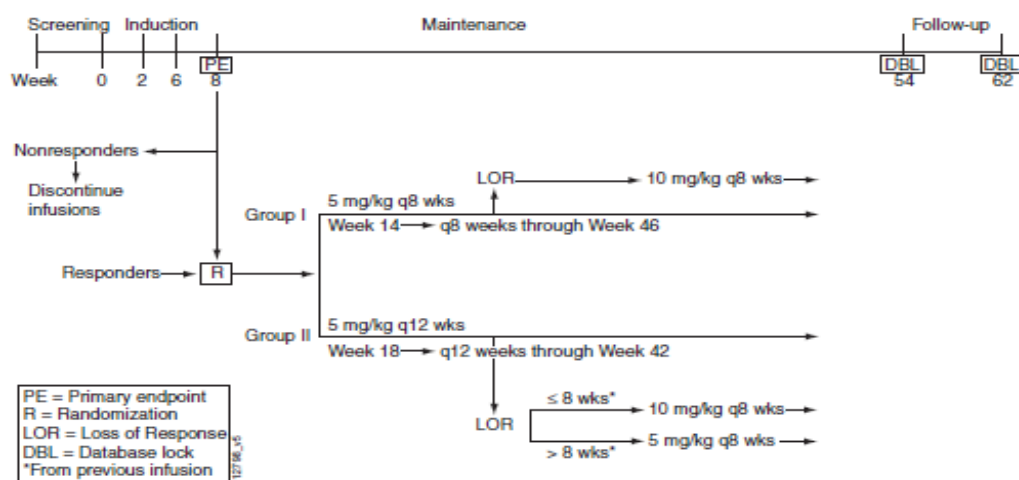 Screening Induction Maintenance Follow-up
PE DBL DBL
Week 0 2 6 8 54 62
Nonresponders
Discontinue
infusions
LOR 10 mg/kg q8 wks
5 mg/kg q8 wks
Group I
Week 14 q8 weeks through Week 46
Responders R
5 mg/kg q12 wks
Group II
Week 18 q12 weeks through Week 42
≤ 8 wks*
10 mg/kg q8 wks
LOR
5 mg/kg q8 wks
> 8 wks*
PE = Primary endpoint
R = Randomization
LOR = Loss of Response
DBL = Database lock
*From previous infusion
12796_v5